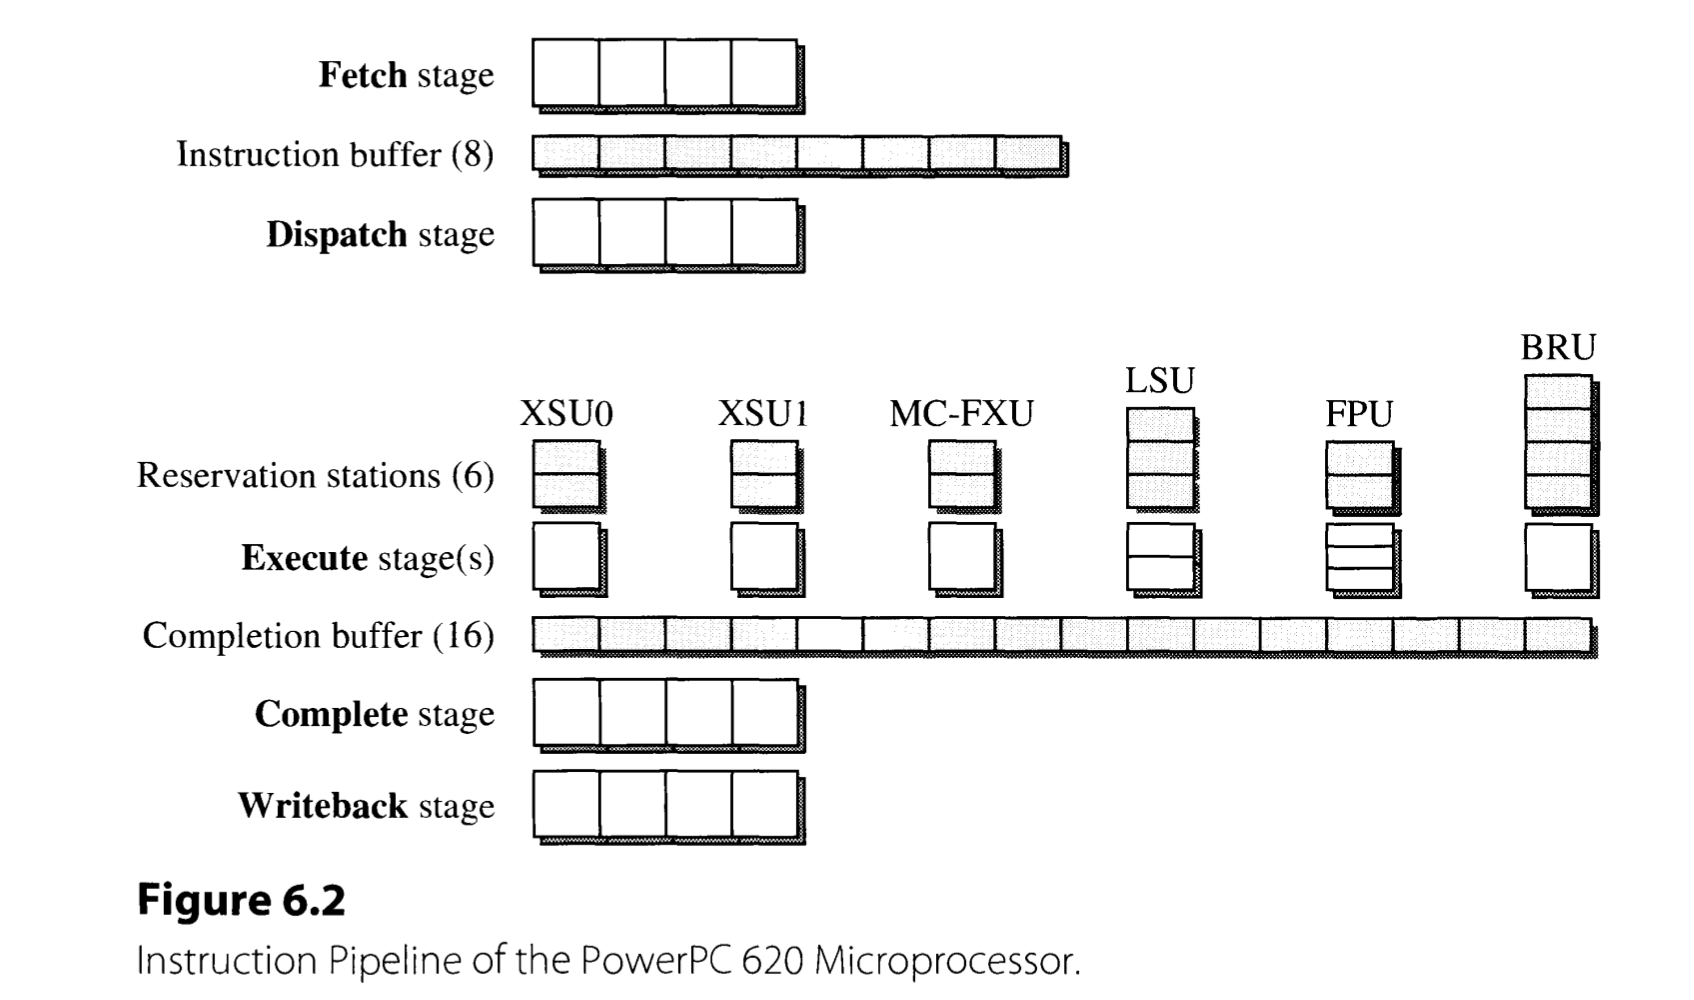 Fetch stage
Instruction buffer (8)
Dispatch stage
BRU
LSU
XSU0 XSU1 MC-FXU FPU
Reservation stations (6)
Execute stage(s)
Completion buffer (16)
Complete stage
Writeback stage
Figure 6.2
Instruction Pipeline of the PowerPC 620 Microprocessor.